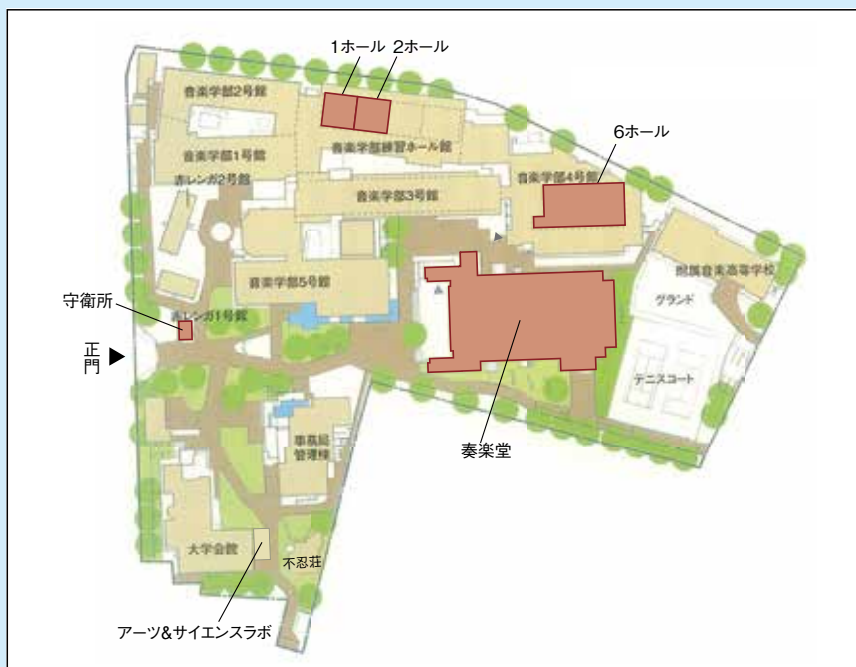 1ホール
2ホール
音楽学部2号館
音楽学部練習ホール館
6ホール
音楽学部1号館
赤レンガ2号館
音楽学部3号館
音楽学部4号館
附属音楽高等学校
音楽学部5号館
グランド
守衛所
赤レンガ1号館
正門
テニスコート
事務局
管理棟
奏楽堂
大学会館
不忍荘
アーツ&サイエンスラボ